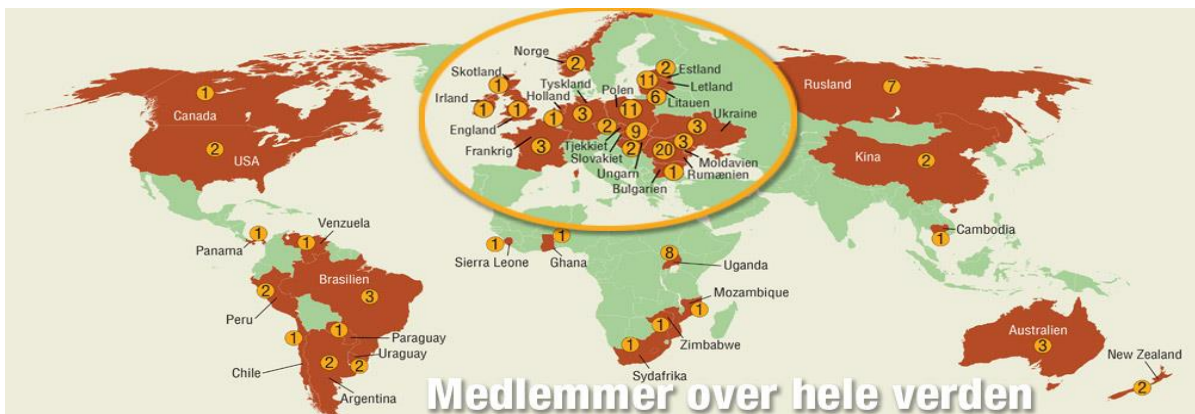 Norge
2
Skotland
1
Irland
1
England
1
Tyskland
3
Holland
1
Frankrig
3
Polen
11
Tjekkiet
2
Slovakiet
9
Ungarn
2
Bulgarien
1
Rumænien
20
Moldavien
3
Ukraine
3
Estland
2
Letland
11
Litauen
6
Rusland
7
Canada
1
USA
2
Kina
2
Cambodia
1
Panama
1
Venzuela
1
Brasilien
3
Peru
2
Paraguay
1
Uraguay
2
Chile
1
Argentina
2
Sierra Leone
1
Ghana
1
Uganda
8
Mozambique
1
Zimbabwe
1
Sydafrika
1
Australien
3
New Zealand
2
Medlemmer over hele verden